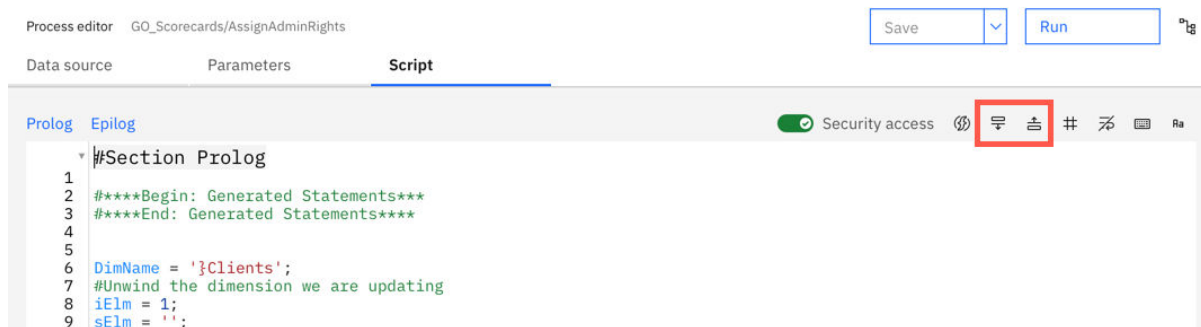 Process editor GO_Scorecards/AssignAdminRights Save Run
Data source Parameters Script
Prolog Epilog Security access # Aa
#Section Prolog
1
2 #****Begin: Generated Statements***
3 #****End: Generated Statements****
4
5
6 DimName = '}Clients';
7 #Unwind the dimension we are updating
8 iElm = 1;
9 sElm = '';